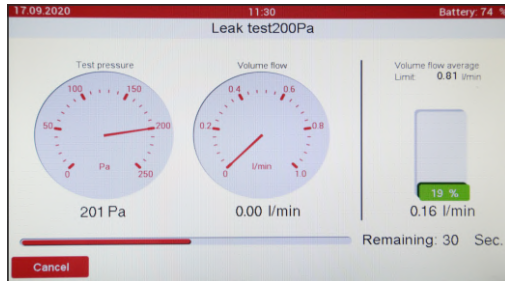 17.09.2020 11:30 Battery: 74 %
Leak test200Pa
Test pressure
100 150
50 200
0 250
Pa
201 Pa
Volume flow
0.4 0.6
0.2 0.8
0 1.0
l/min
0.00 l/min
Volume flow average
Limit 0.81 l/min
19 %
0.16 l/min
Remaining: 30 Sec.
Cancel